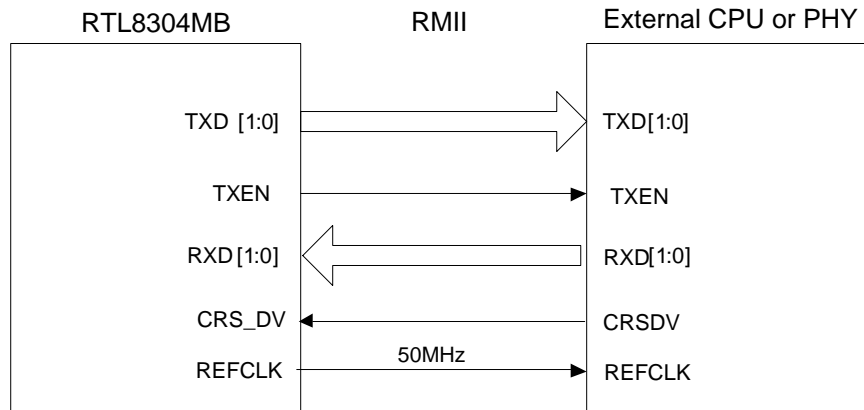 RTL8304MB RMII External CPU or PHY
TXD [1:0] TXD[1:0]
TXEN TXEN
RXD[1:0] RXD[1:0]
CRS_DV CRSDV
50MHz
REFCLK REFCLK